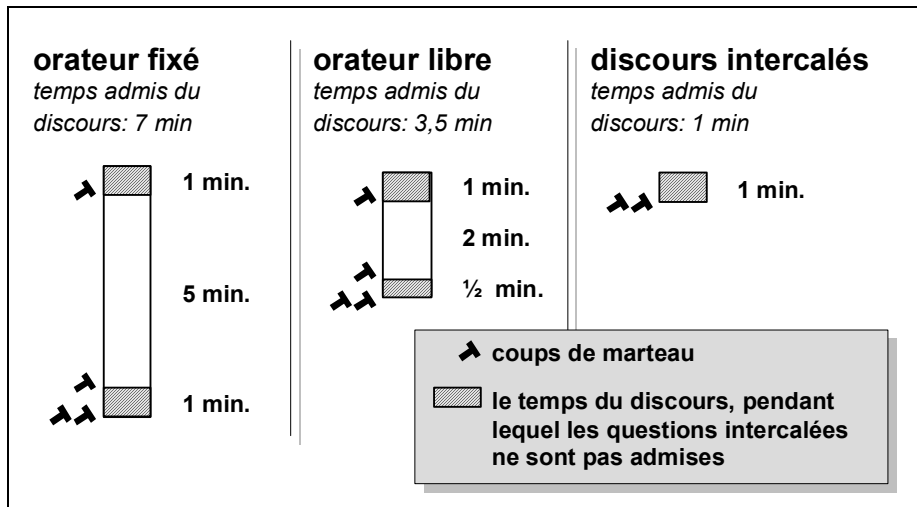 orateur fixé
temps admis du
discours: 7 min
1 min.
5 min.
1 min.
orateur libre
temps admis du
discours: 3,5 min
1 min.
2 min.
½ min.
discours intercalés
temps admis du
discours: 1 min
1 min.
coups de marteau
le temps du discours, pendant
lequel les questions intercalées
ne sont pas admises